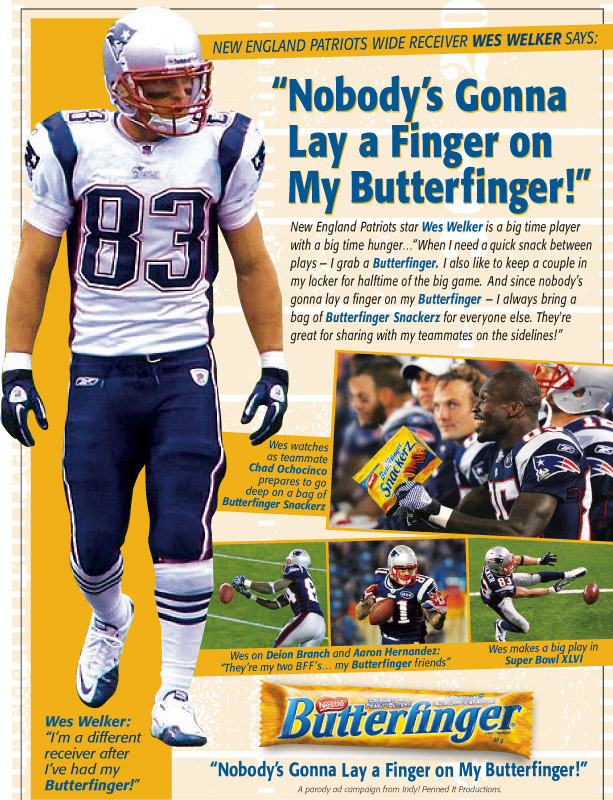 NEW ENGLAND PATRIOTS WIDE RECEIVER WES WELKER SAYS:
"Nobody's Gonna
Lay a Finger on
My Butterfinger!"
New England Patriots star Wes Welker is a big time player
with a big time hunger..."When I need a quick snack between
plays – I grab a Butterfinger. I also like to keep a couple in
my locker for halftime of the big game. And since nobody's
gonna lay a finger on my Butterfinger – I always bring a
bag of Butterfinger Snackerz for everyone else. They're
great for sharing with my teammates on the sidelines!"
83
83
Wes watches
as teammate
Chad Ochocinco
prepares to go
deep on a bag of
Butterfinger Snackerz
Nestlé
Butterfinger
Snackerz
83
Wes on Deion Branch and Aaron Hernandez:
"They're my two BFF's... my Butterfinger friends"
Wes makes a big play in
Super Bowl XLVI
Wes Welker:
"I'm a different
receiver after
I've had my
Butterfinger!"
Nestlé
Butterfinger
"Nobody's Gonna Lay a Finger on My Butterfinger!"
A parody ad campaign from Indy! Penned It Productions.